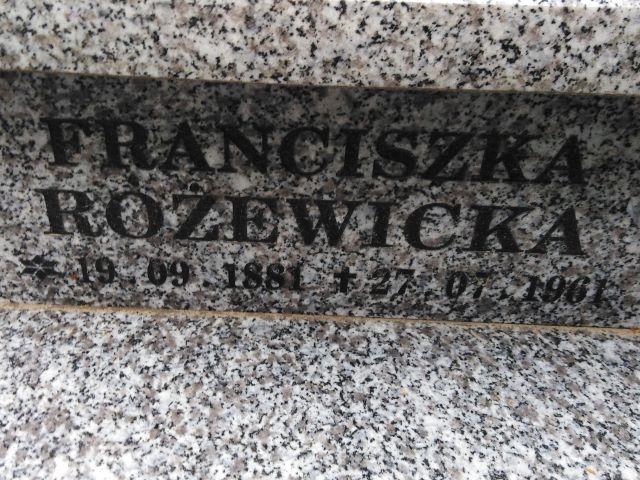 FRANCISZKA
RÓŻEWICKA
* 19.09.1881 + 27.07.1961